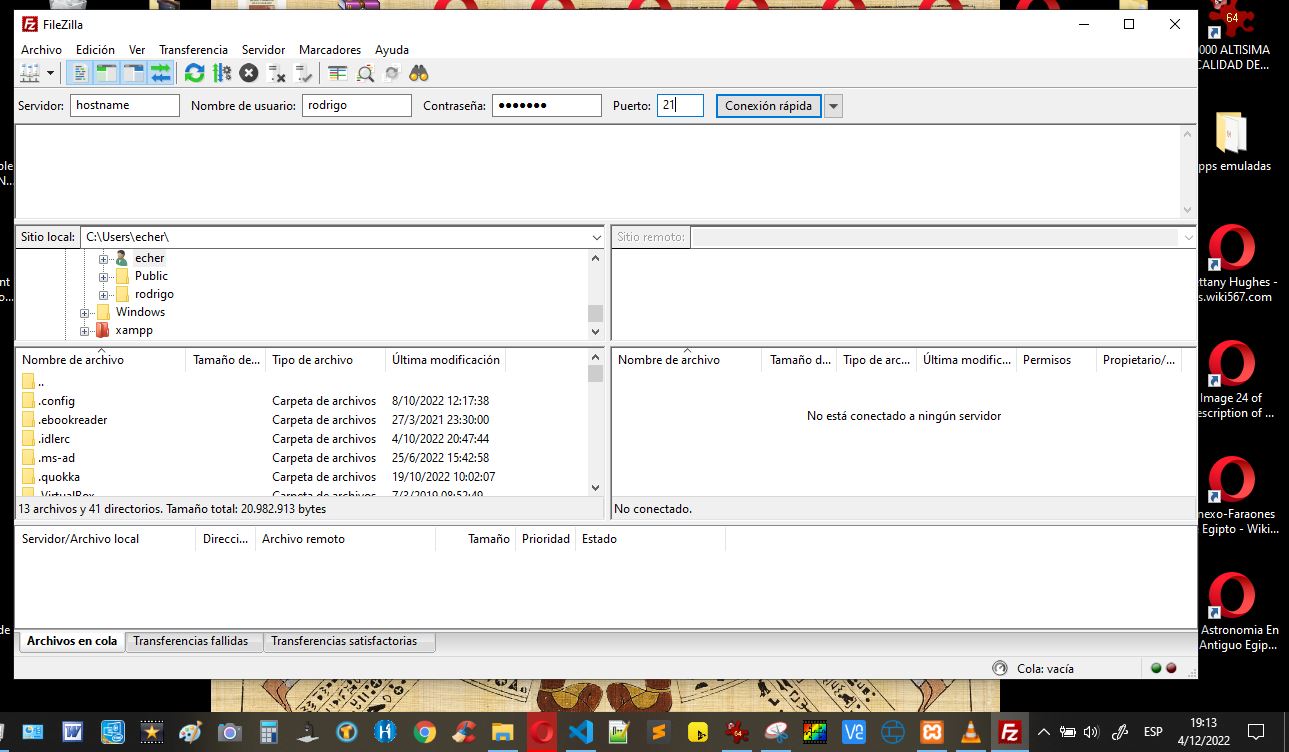 FileZilla
Archivo Edición Ver Transferencia Servidor Marcadores Ayuda
Servidor: hostname Nombre de usuario: rodrigo Contraseña: ●●●●●●● Puerto: 21 Conexión rápida
Sitio local: C:\Users\echer\ Sitio remoto:
echer
Public
rodrigo
Windows
xampp
Nombre de archivo Tamaño de... Tipo de archivo Última modificación
..
.config Carpeta de archivos 8/10/2022 12:17:38
.ebookreader Carpeta de archivos 27/3/2021 23:30:00
.idlerc Carpeta de archivos 4/10/2022 20:47:44
.ms-ad Carpeta de archivos 25/6/2022 15:42:58
.quokka Carpeta de archivos 19/10/2022 10:02:07
.VirtualBox Carpeta de archivos 7/3/2019 08:52:49
13 archivos y 41 directorios. Tamaño total: 20.982.913 bytes
Nombre de archivo Tamaño d... Tipo de arc... Última modific... Permisos Propietario/...
No está conectado a ningún servidor
No conectado.
Servidor/Archivo local Direcci... Archivo remoto Tamaño Prioridad Estado
Archivos en cola Transferencias fallidas Transferencias satisfactorias
Cola: vacía
64
000 ALTISIMA
CALIDAD DE...
pps emuladas
ttany Hughes -
s.wiki567.com
Image 24 of
escription of ...
nexo-Faraones
Egipto - Wiki...
Astronomia En
Antiguo Egip...
ESP
19:13
4/12/2022